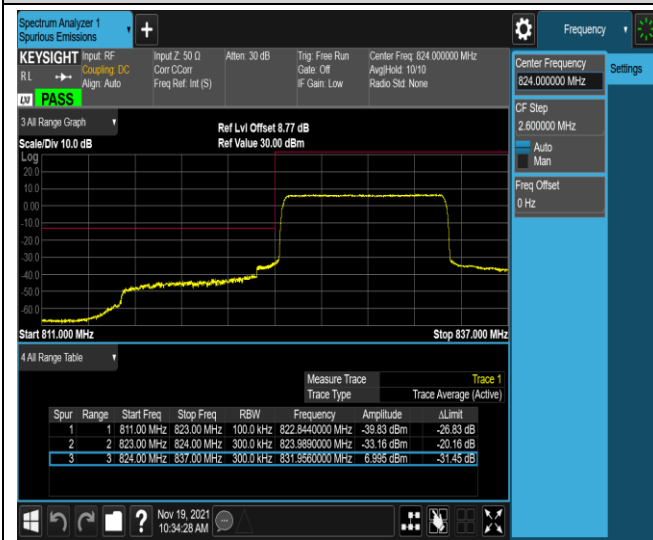 Spectrum Analyzer 1
Spurious Emissions
Frequency
KEYSIGHT
RL
LXI
PASS
Input: RF
Coupling: DC
Align: Auto
Input Z: 50 Ω
Corr CCorr
Freq Ref: Int (S)
Atten: 30 dB
Trig: Free Run
Gate: Off
IF Gain: Low
Center Freq: 824.000000 MHz
Avg|Hold: 10/10
Radio Std: None
Center Frequency
824.000000 MHz
Settings
CF Step
2.600000 MHz
Auto
Man
Freq Offset
0 Hz
3 All Range Graph
Scale/Div 10.0 dB
Ref Lvl Offset 8.77 dB
Ref Value 30.00 dBm
Log
20.0
10.0
0.00
-10.0
-20.0
-30.0
-40.0
-50.0
-60.0
Start 811.000 MHz
Stop 837.000 MHz
4 All Range Table
Measure Trace Trace 1
Trace Type Trace Average (Active)
Spur Range Start Freq Stop Freq RBW Frequency Amplitude ΔLimit
1 1 811.00 MHz 823.00 MHz 100.0 kHz 822.8440000 MHz -39.83 dBm -26.83 dB
2 2 823.00 MHz 824.00 MHz 300.0 kHz 823.9890000 MHz -33.16 dBm -20.16 dB
3 3 824.00 MHz 837.00 MHz 300.0 kHz 831.9560000 MHz 6.995 dBm -31.45 dB
Nov 19, 2021
10:34:28 AM